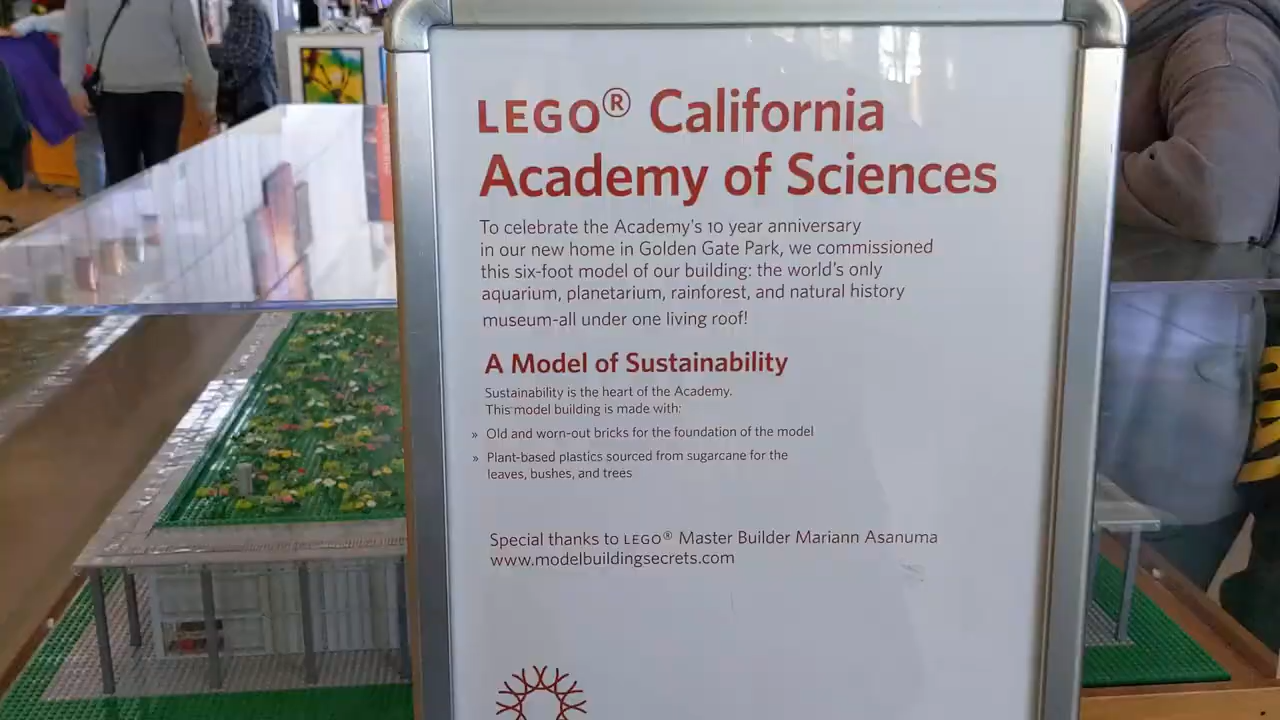 LEGO® California
Academy of Sciences
To celebrate the Academy's 10 year anniversary
in our new home in Golden Gate Park, we commissioned
this six-foot model of our building: the world's only
aquarium, planetarium, rainforest, and natural history
museum-all under one living roof!
A Model of Sustainability
Sustainability is the heart of the Academy.
This model building is made with:
» Old and worn-out bricks for the foundation of the model
» Plant-based plastics sourced from sugarcane for the
leaves, bushes, and trees
Special thanks to LEGO® Master Builder Mariann Asanuma
www.modelbuildingsecrets.com